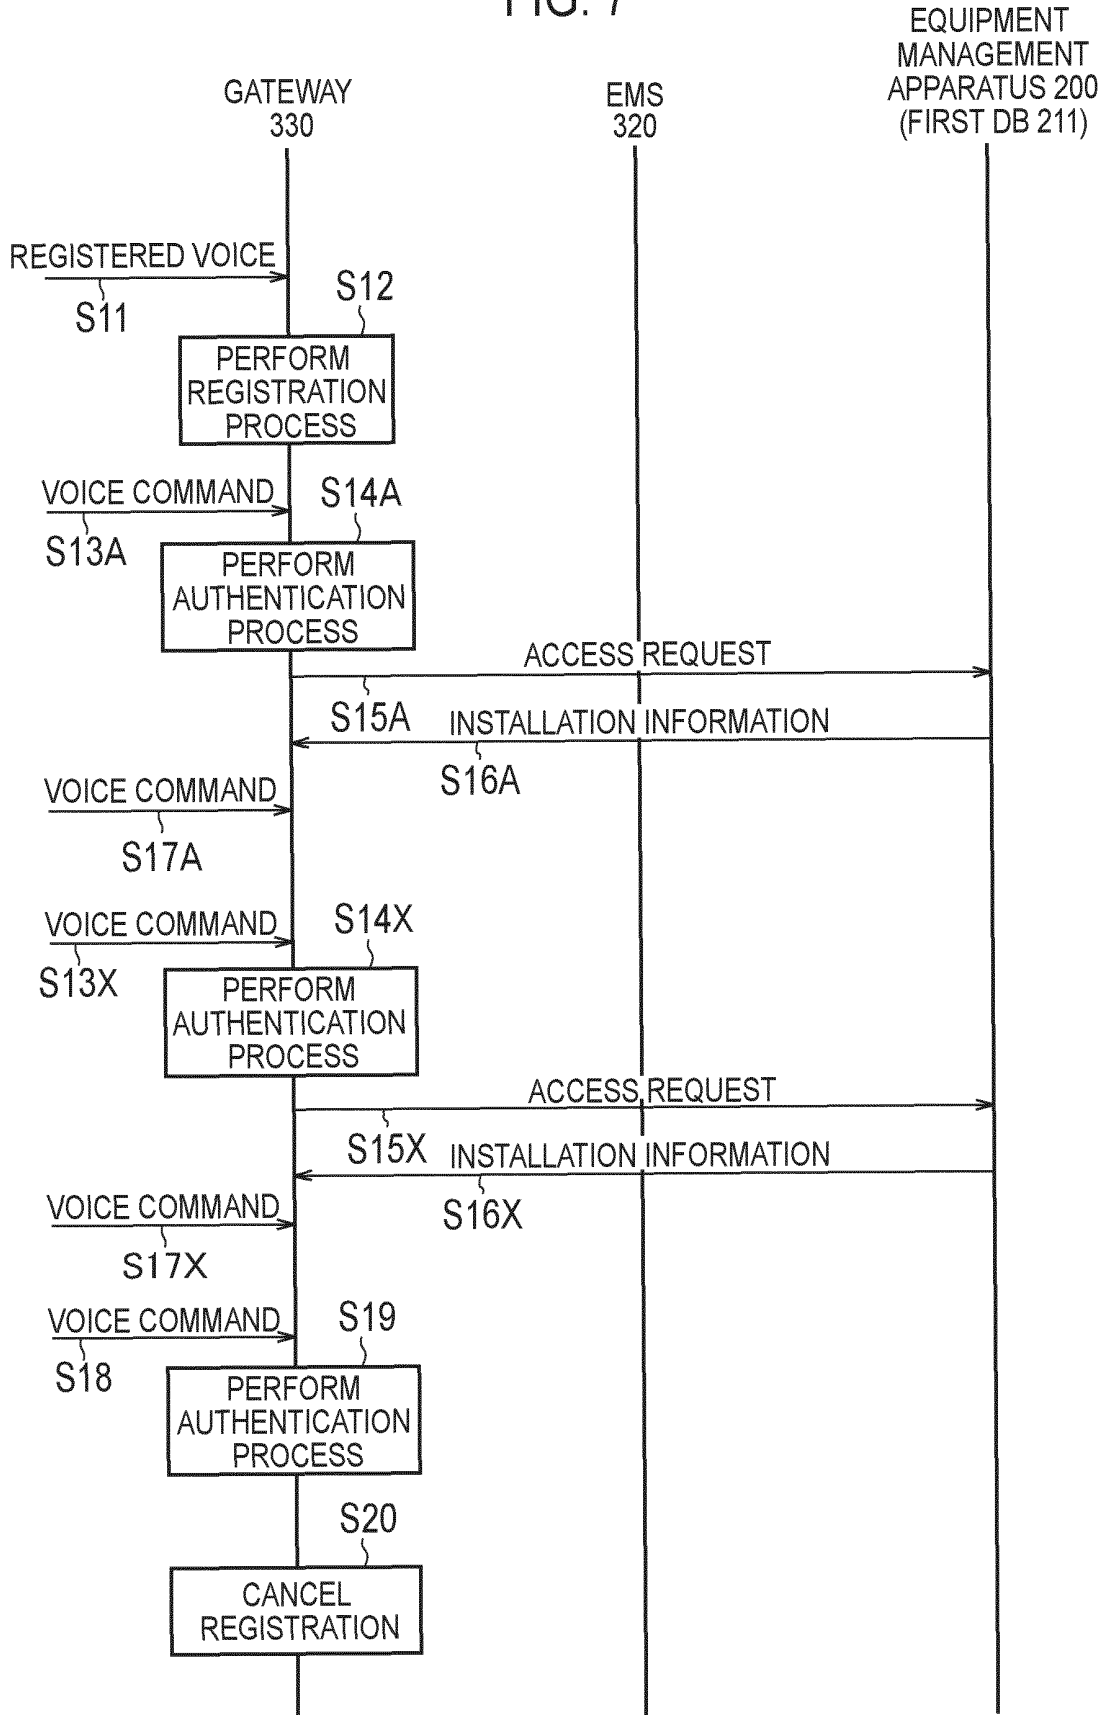 FIG. 7
EQUIPMENT
MANAGEMENT
APPARATUS 200
(FIRST DB 211)
GATEWAY
330
EMS
320
REGISTERED VOICE
S11
S12
PERFORM
REGISTRATION
PROCESS
VOICE COMMAND
S13A
S14A
PERFORM
AUTHENTICATION
PROCESS
ACCESS REQUEST
S15A
INSTALLATION INFORMATION
S16A
VOICE COMMAND
S17A
VOICE COMMAND
S13X
S14X
PERFORM
AUTHENTICATION
PROCESS
ACCESS REQUEST
S15X
INSTALLATION INFORMATION
S16X
VOICE COMMAND
S17X
VOICE COMMAND
S18
S19
PERFORM
AUTHENTICATION
PROCESS
S20
CANCEL
REGISTRATION